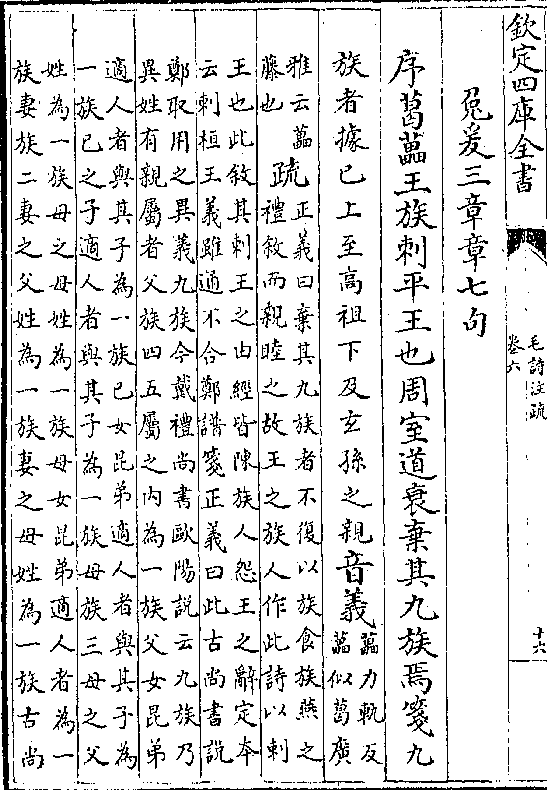 欽定四庫全書
毛詩注疏
卷六
十六
兔爰三章章七句
序葛藟王族刺平王也周室道衰棄其九族焉箋九
族者據已上至高祖下及玄孫之親音義藟力軌反
藟似葛廣
雅云藟
藤也疏正義曰棄其九族者不復以族食族燕之
禮敘而親睦之故王之族人作此詩以刺
王也此敘其刺王之由經皆陳族人怨王之辭定本
云刺桓王義雖通不合鄭譜箋正義曰此古尚書說
鄭取用之異義九族今戴禮尚書歐陽說云九族乃
異姓有親屬者父族四五屬之內為一族父女昆弟
適人者與其子為一族已女昆弟適人者與其子為
一族已之子適人者與其子為一族母族三母之父
姓為一族母之母姓為一族母女昆弟適人者為一
族妻族二妻之父姓為一族妻之母姓為一族古尚